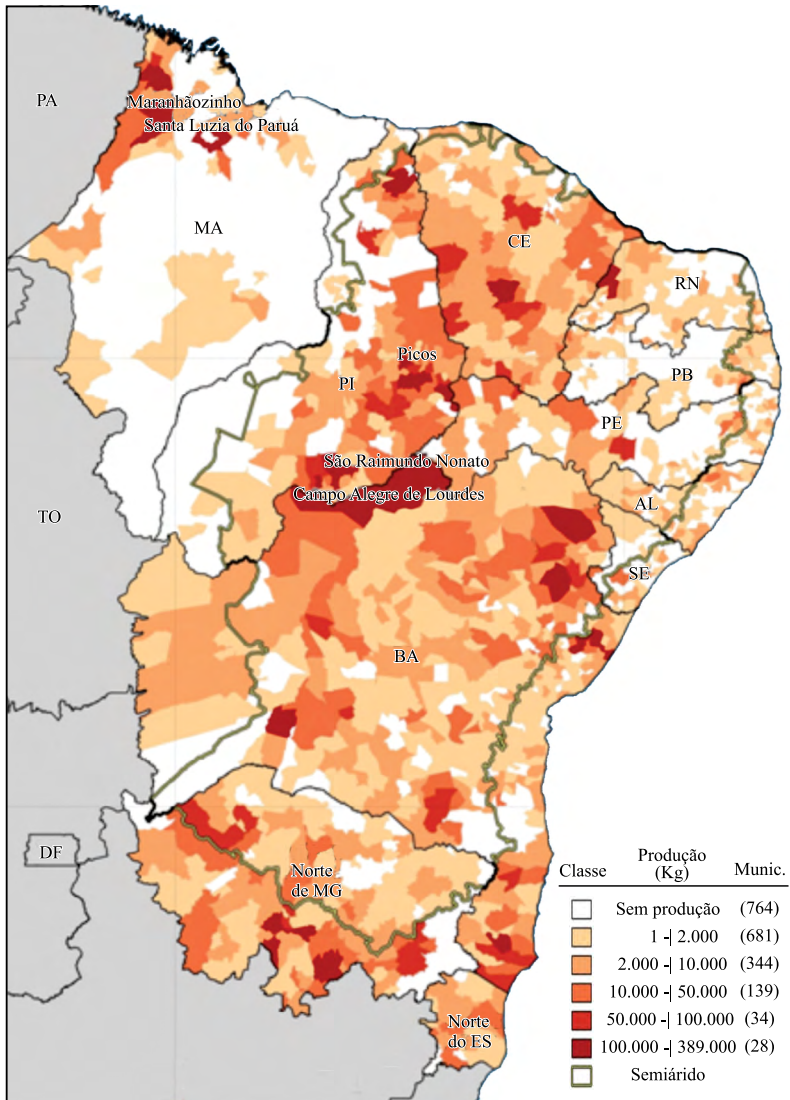 PA
Maranhãozinho
Santa Luzia do Paruá
MA
CE
RN
Picos
PB
PI
PE
São Raimundo Nonato
Campo Alegre de Lourdes
AL
TO
SE
BA
DF
Norte
de MG
Norte
do ES
Classe Produção (Kg) Munic.
Sem produção (764)
1 -| 2.000 (681)
2.000 -| 10.000 (344)
10.000 -| 50.000 (139)
50.000 -| 100.000 (34)
100.000 -| 389.000 (28)
Semiárido